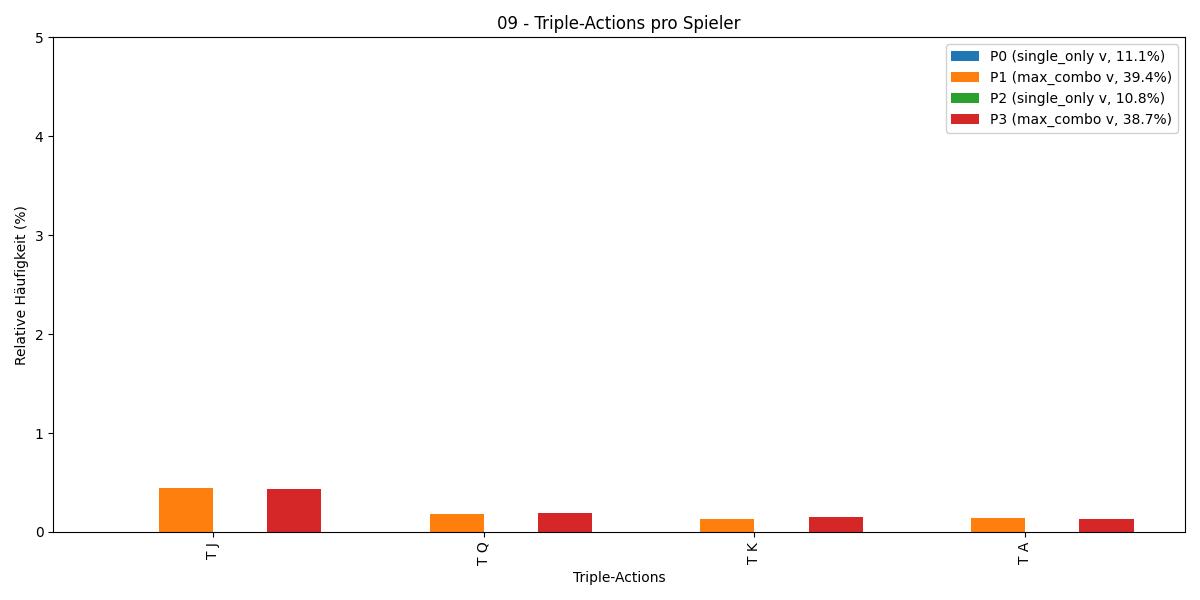 09 - Triple-Actions pro Spieler
P0 (single_only v, 11.1%)
P1 (max_combo v, 39.4%)
P2 (single_only v, 10.8%)
P3 (max_combo v, 38.7%)
Relative Häufigkeit (%)
5
4
3
2
1
0
T J
T Q
T K
T A
Triple-Actions